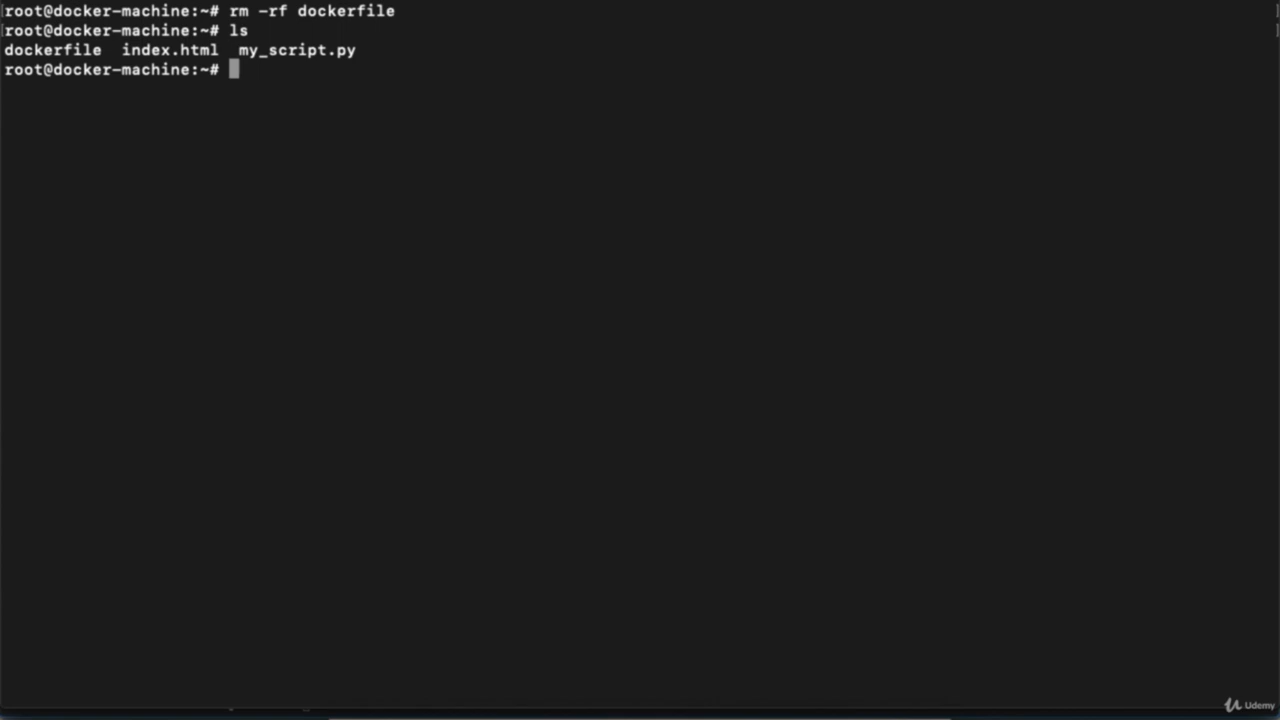 root@docker-machine:~# rm -rf dockerfile
root@docker-machine:~# ls
dockerfile  index.html  my_script.py
root@docker-machine:~#
Udemy